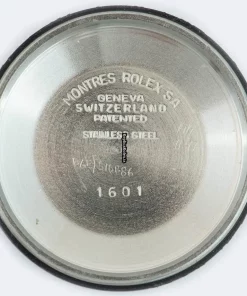 MONTRES ROLEX S.A
GENEVA
SWITZERLAND
PATENTED
STAINLESS STEEL
1601